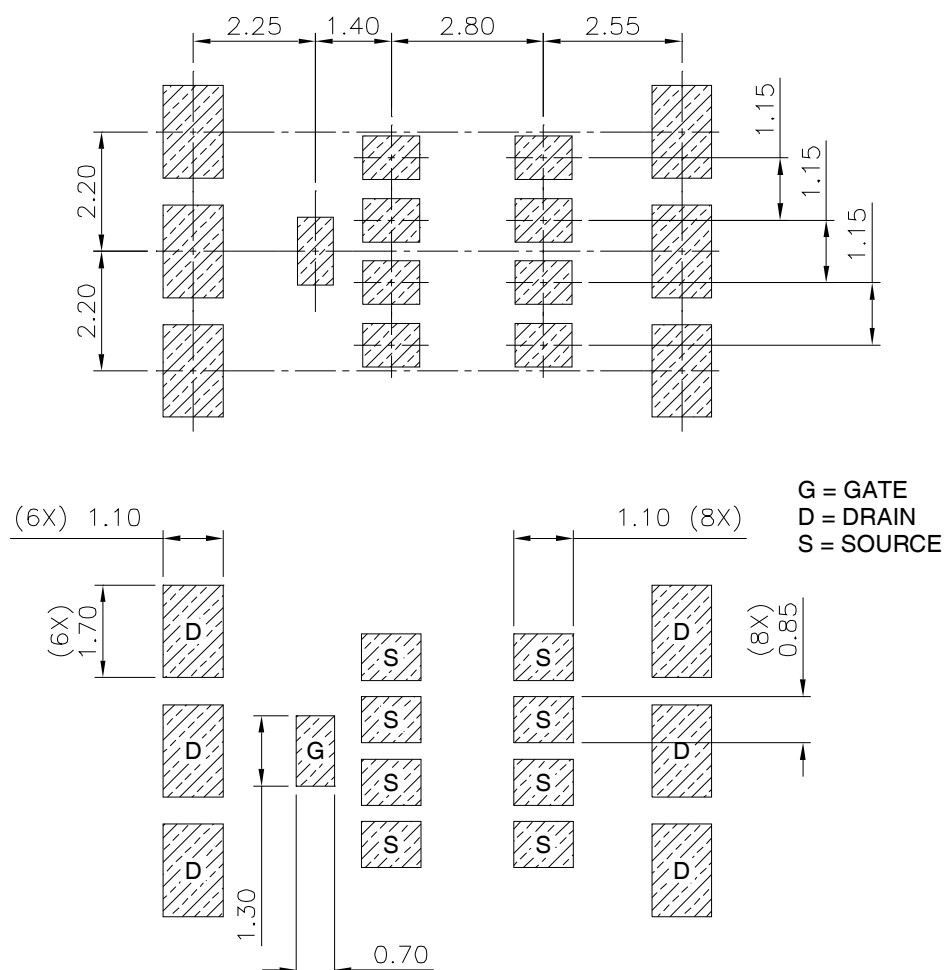 2.25 1.40 2.80 2.55
1.15
1.15
1.15
2.20
2.20
G = GATE
D = DRAIN
S = SOURCE
(6X) 1.10
1.10 (8X)
(6X)
1.70
(8X)
0.85
D
S
S
D
S
S
D
G
D
S
S
S
S
D
D
1.30
0.70